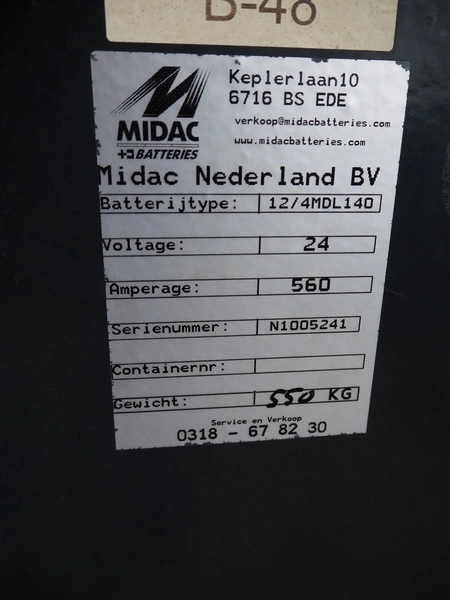 B-48
Keplerlaan10
6716 BS EDE
verkoop@midacbatteries.com
www.midacbatteries.com
MIDAC
BATTERIES
Midac Nederland BV
Batterijtype: 12/4MDL140
Voltage: 24
Amperage: 560
Serienummer: N1005241
Containernr:
Gewicht: 550 KG
Service en Verkoop
0318 - 67 82 30